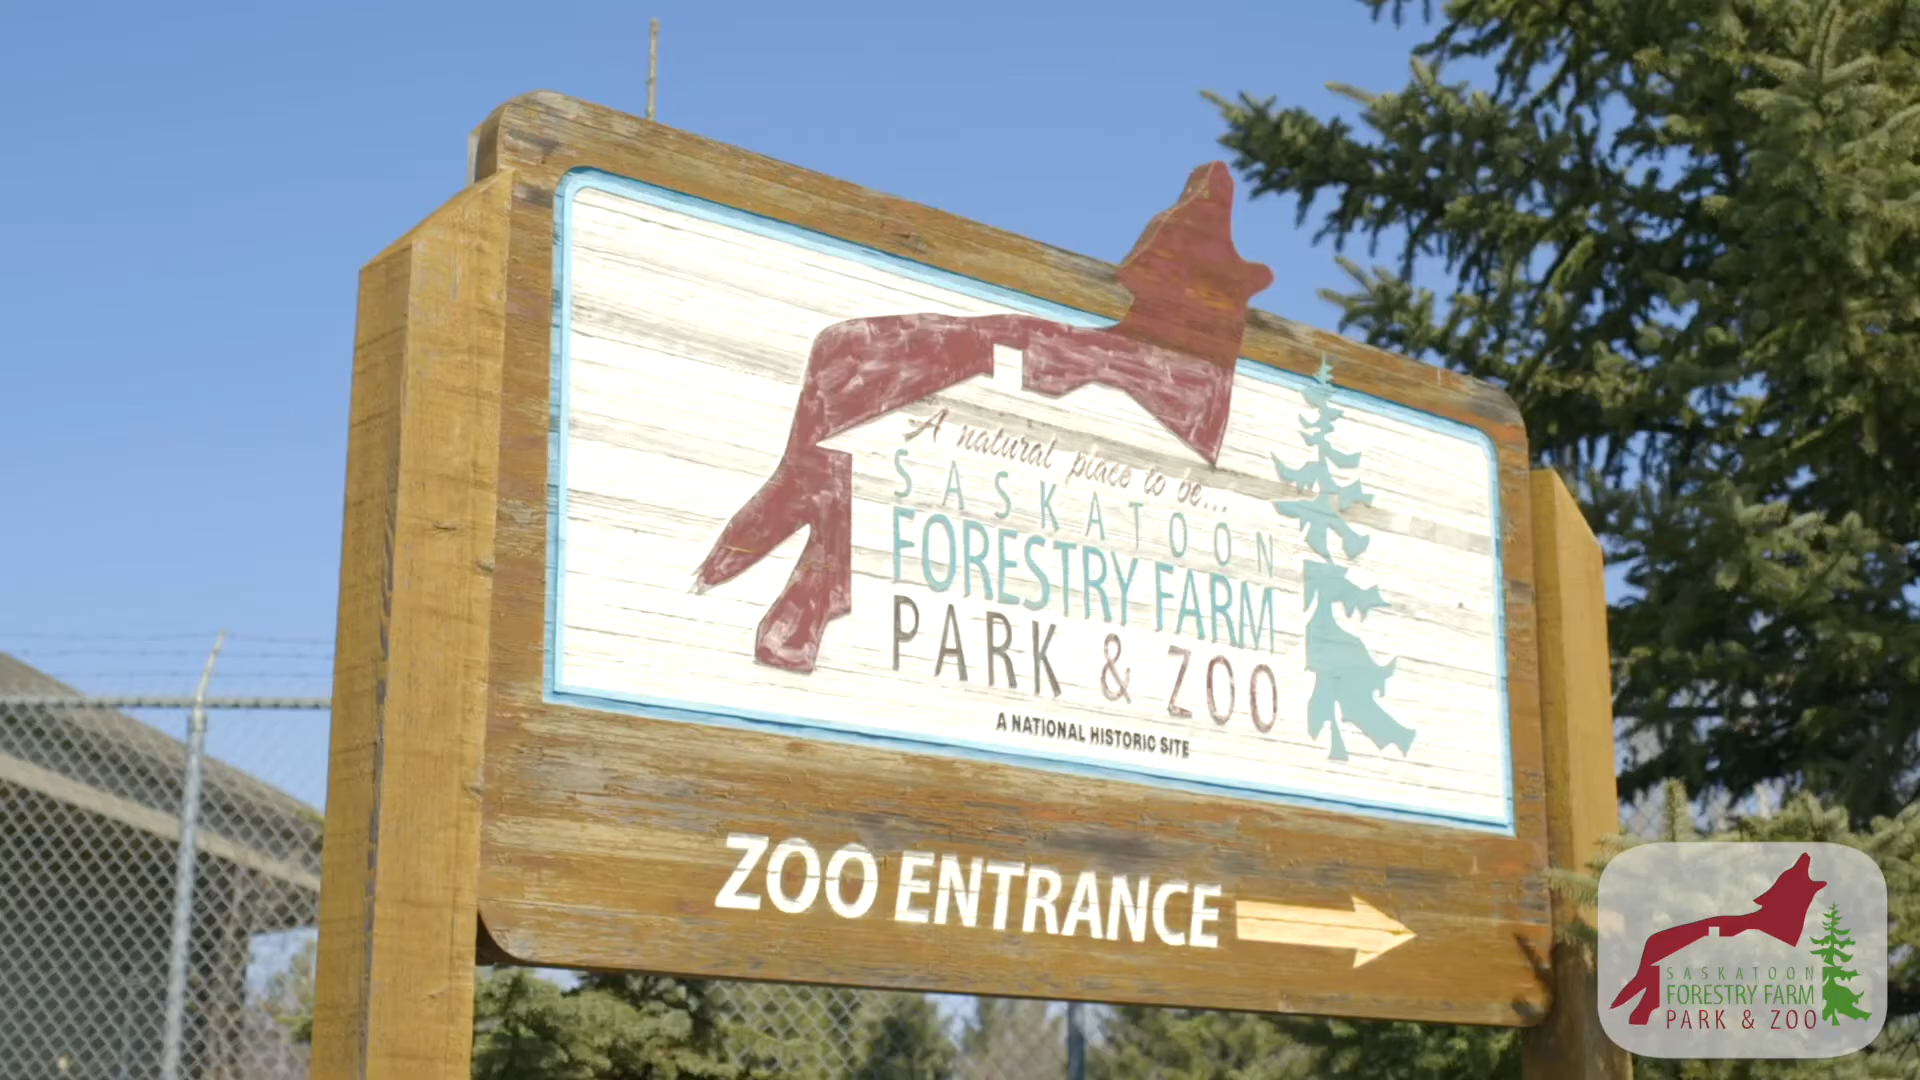 A natural place to be...
SASKATOON
FORESTRY FARM
PARK & ZOO
A NATIONAL HISTORIC SITE
ZOO ENTRANCE
SASKATOON
FORESTRY FARM
PARK & ZOO